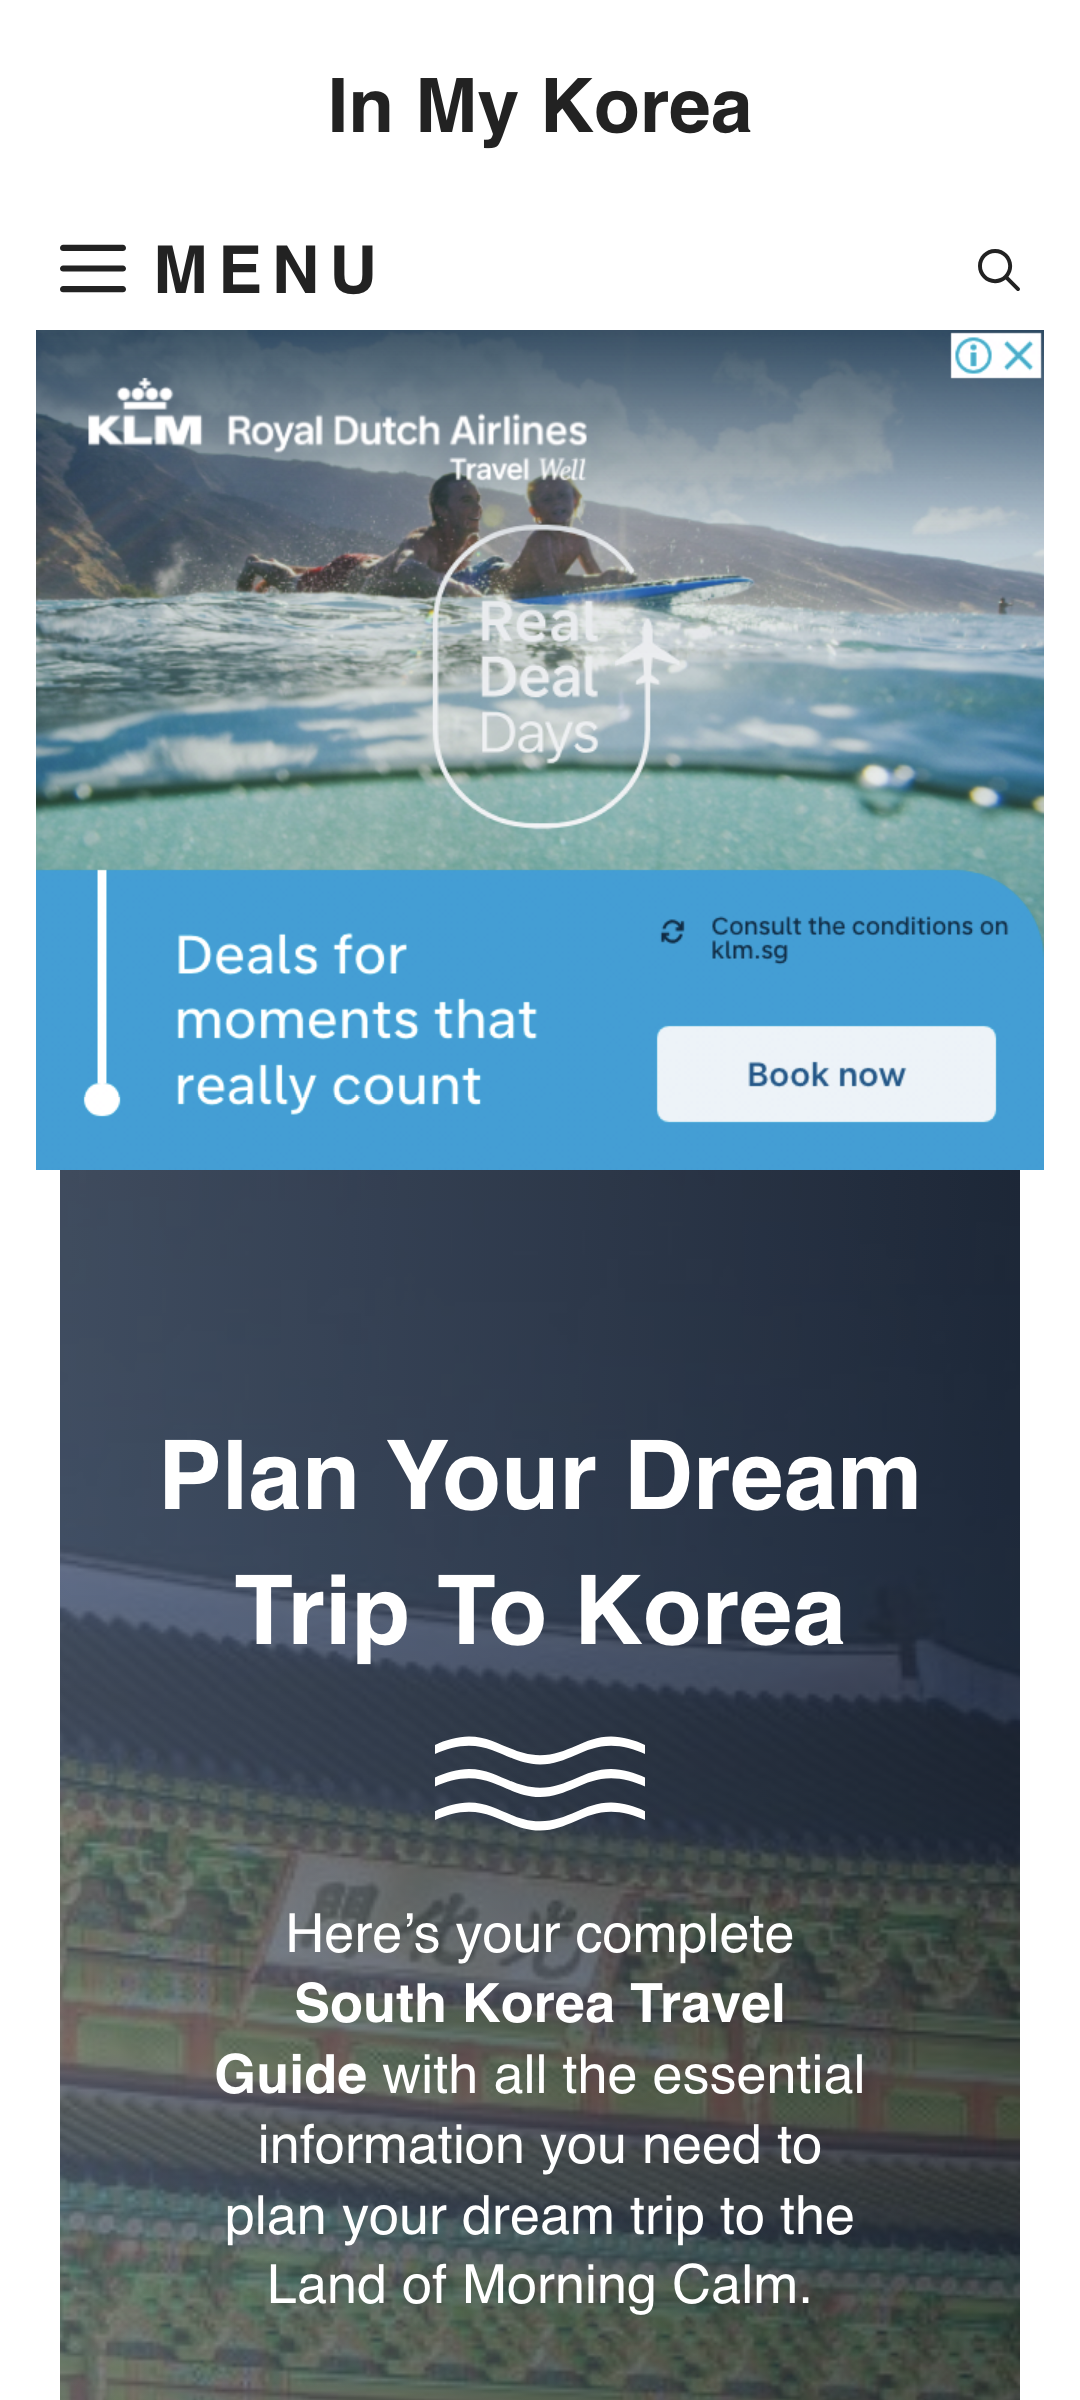 In My Korea
MENU
KLM Royal Dutch Airlines
Travel Well
Real
Deal
Days
Deals for
moments that
really count
Consult the conditions on
klm.sg
Book now
Plan Your Dream
Trip To Korea
明化光
Here’s your complete
South Korea Travel
Guide with all the essential
information you need to
plan your dream trip to the
Land of Morning Calm.